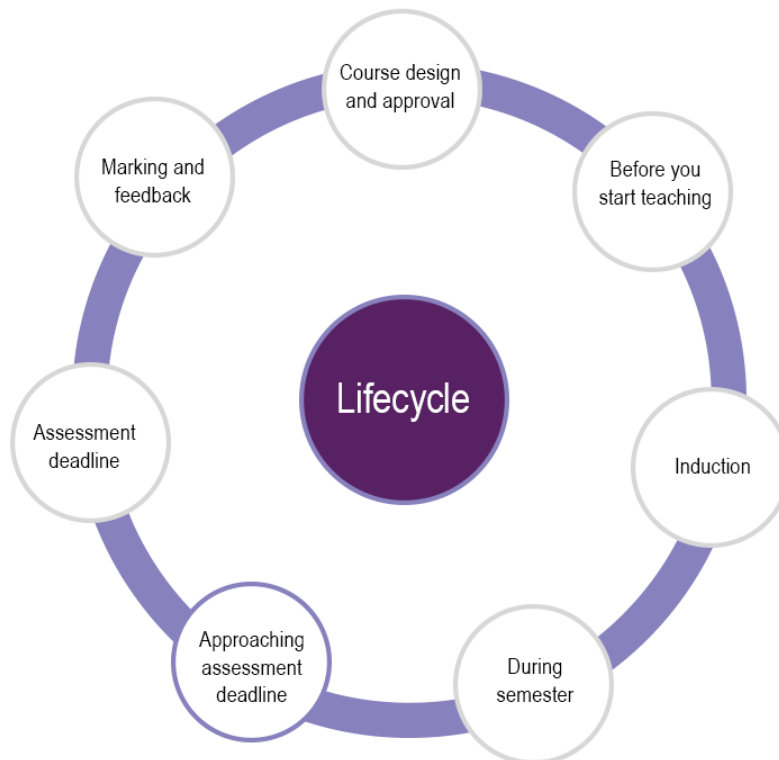 Course design
and approval
Before you
start teaching
Induction
During
semester
Approaching
assessment
deadline
Assessment
deadline
Marking and
feedback
Lifecycle